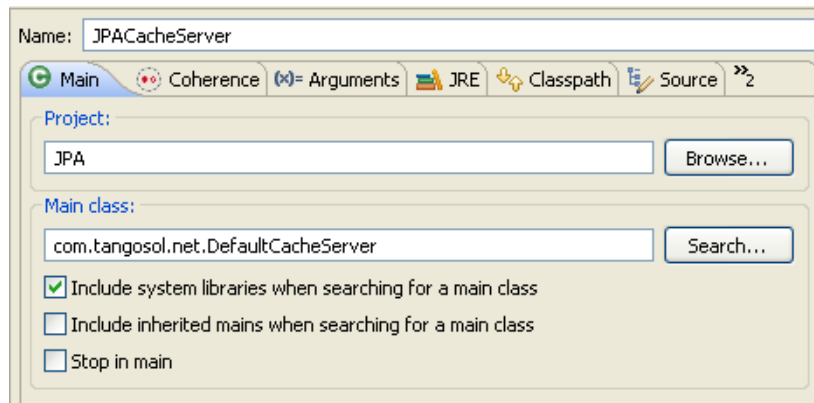 Name: JPACacheServer
Main Coherence (x)= Arguments JRE Classpath Source »2
Project:
JPA Browse...
Main class:
com.tangosol.net.DefaultCacheServer Search...
Include system libraries when searching for a main class
Include inherited mains when searching for a main class
Stop in main